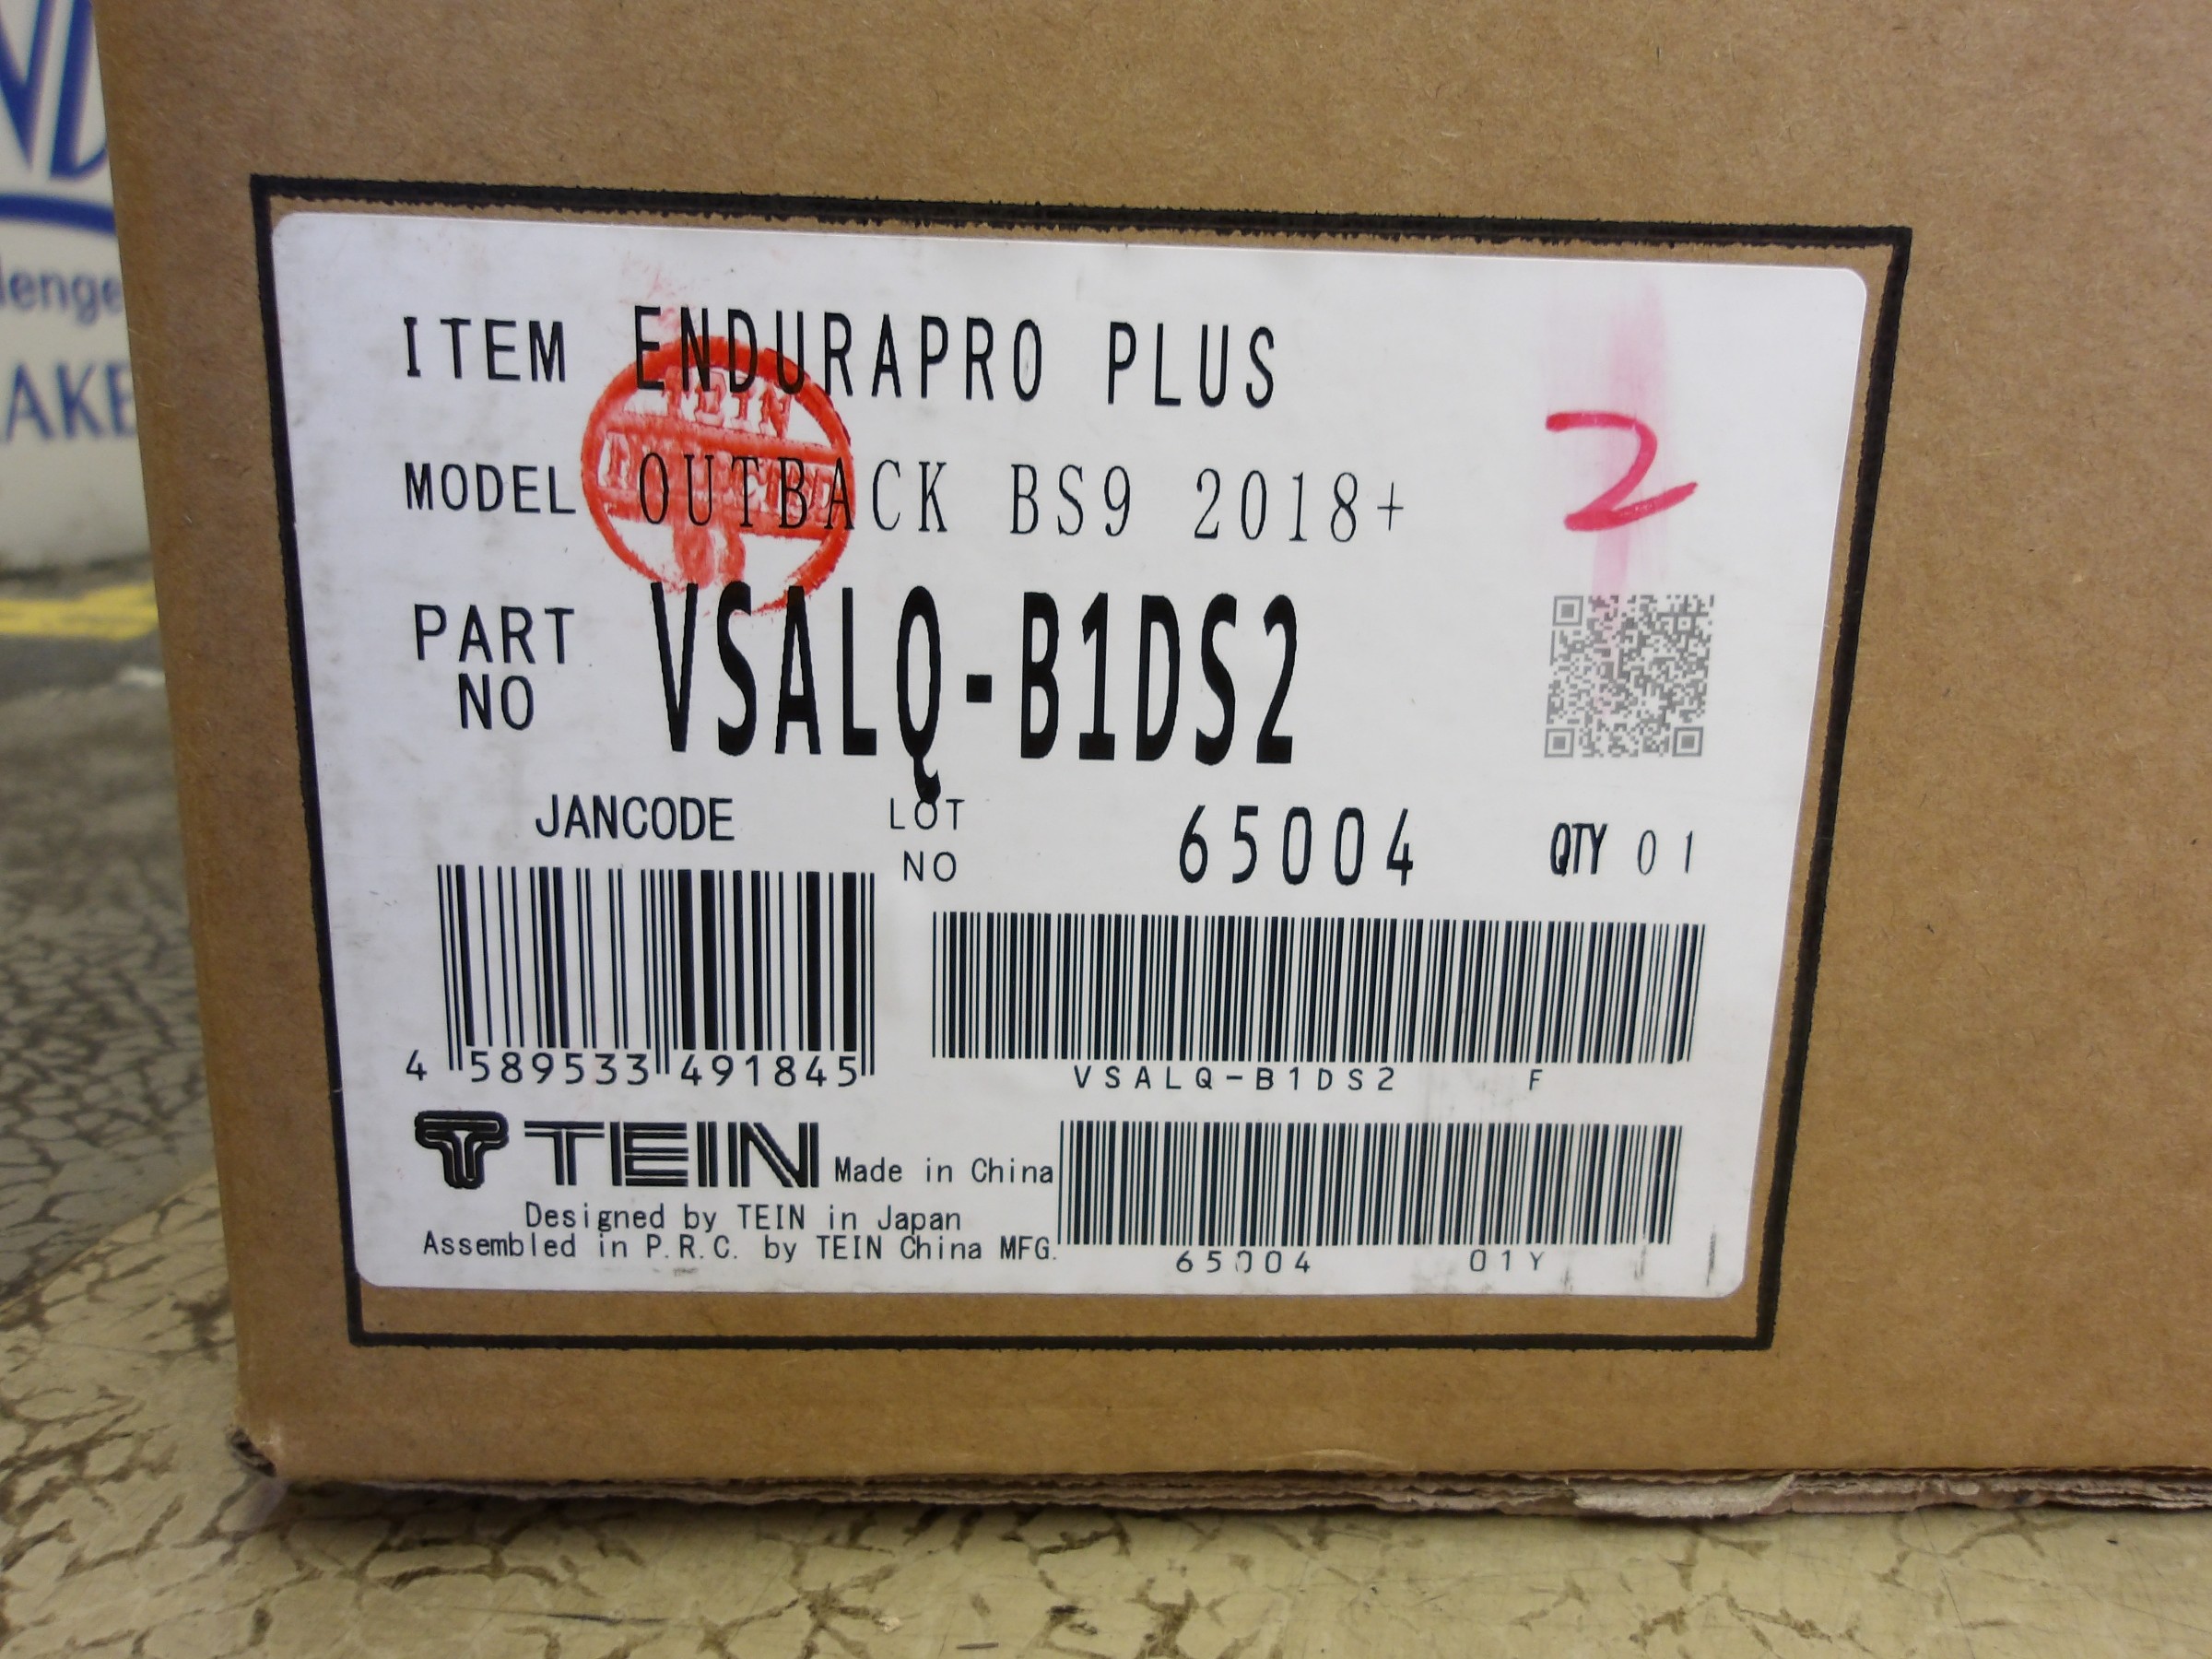 ITEM ENDURAPRO PLUS
TEIN
MODEL OUTBACK BS9 2018+
2
PART NO VSALQ-B1DS2
JANCODE
LOT NO 65004 QTY 01
4 589533 491845
VSALQ-B1DS2 F
TEIN Made in China
Designed by TEIN in Japan
Assembled in P.R.C. by TEIN China MFG.
65004 01Y